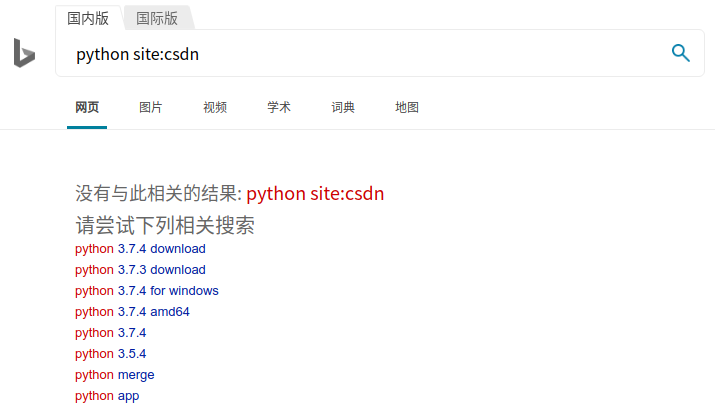 国内版 国际版
python site:csdn
网页 图片 视频 学术 词典 地图
没有与此相关的结果: python site:csdn
请尝试下列相关搜索
python 3.7.4 download
python 3.7.3 download
python 3.7.4 for windows
python 3.7.4 amd64
python 3.7.4
python 3.5.4
python merge
python app